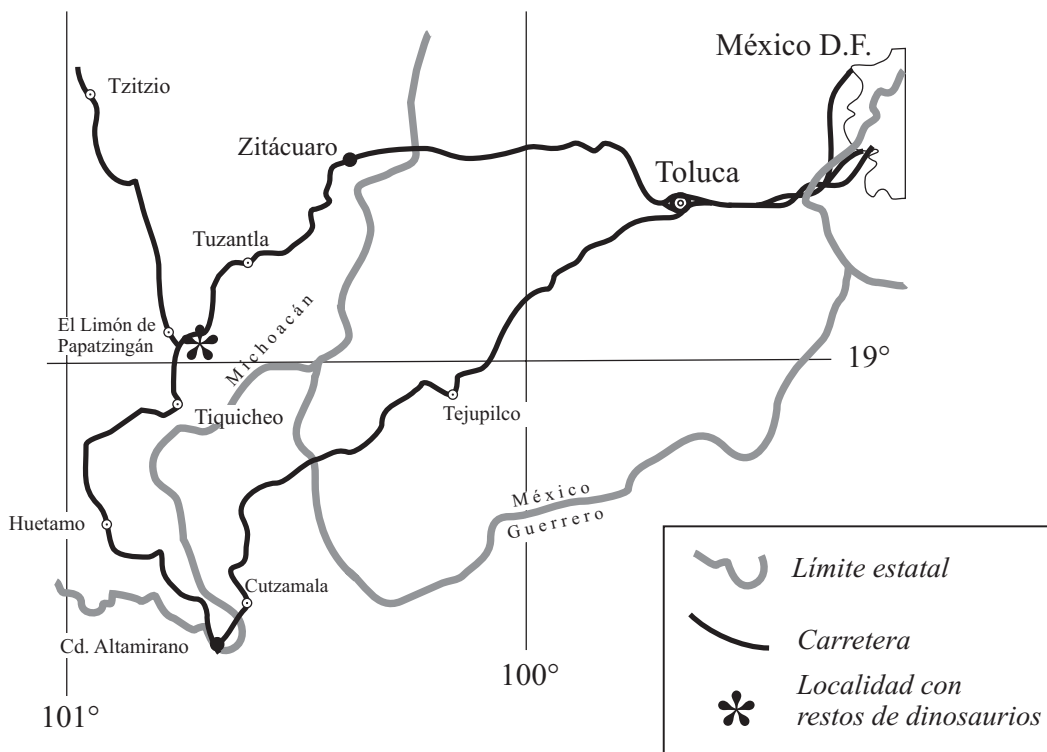 México D.F.
Tzitzio
Zitácuaro
Toluca
Tuzantla
Michoacán
El Limón de
Papatzingán
19°
Tiquicheo
Tejupilco
México
Guerrero
Huetamo
Cutzamala
Cd. Altamirano
100°
101°
Límite estatal
Carretera
Localidad con
restos de dinosaurios